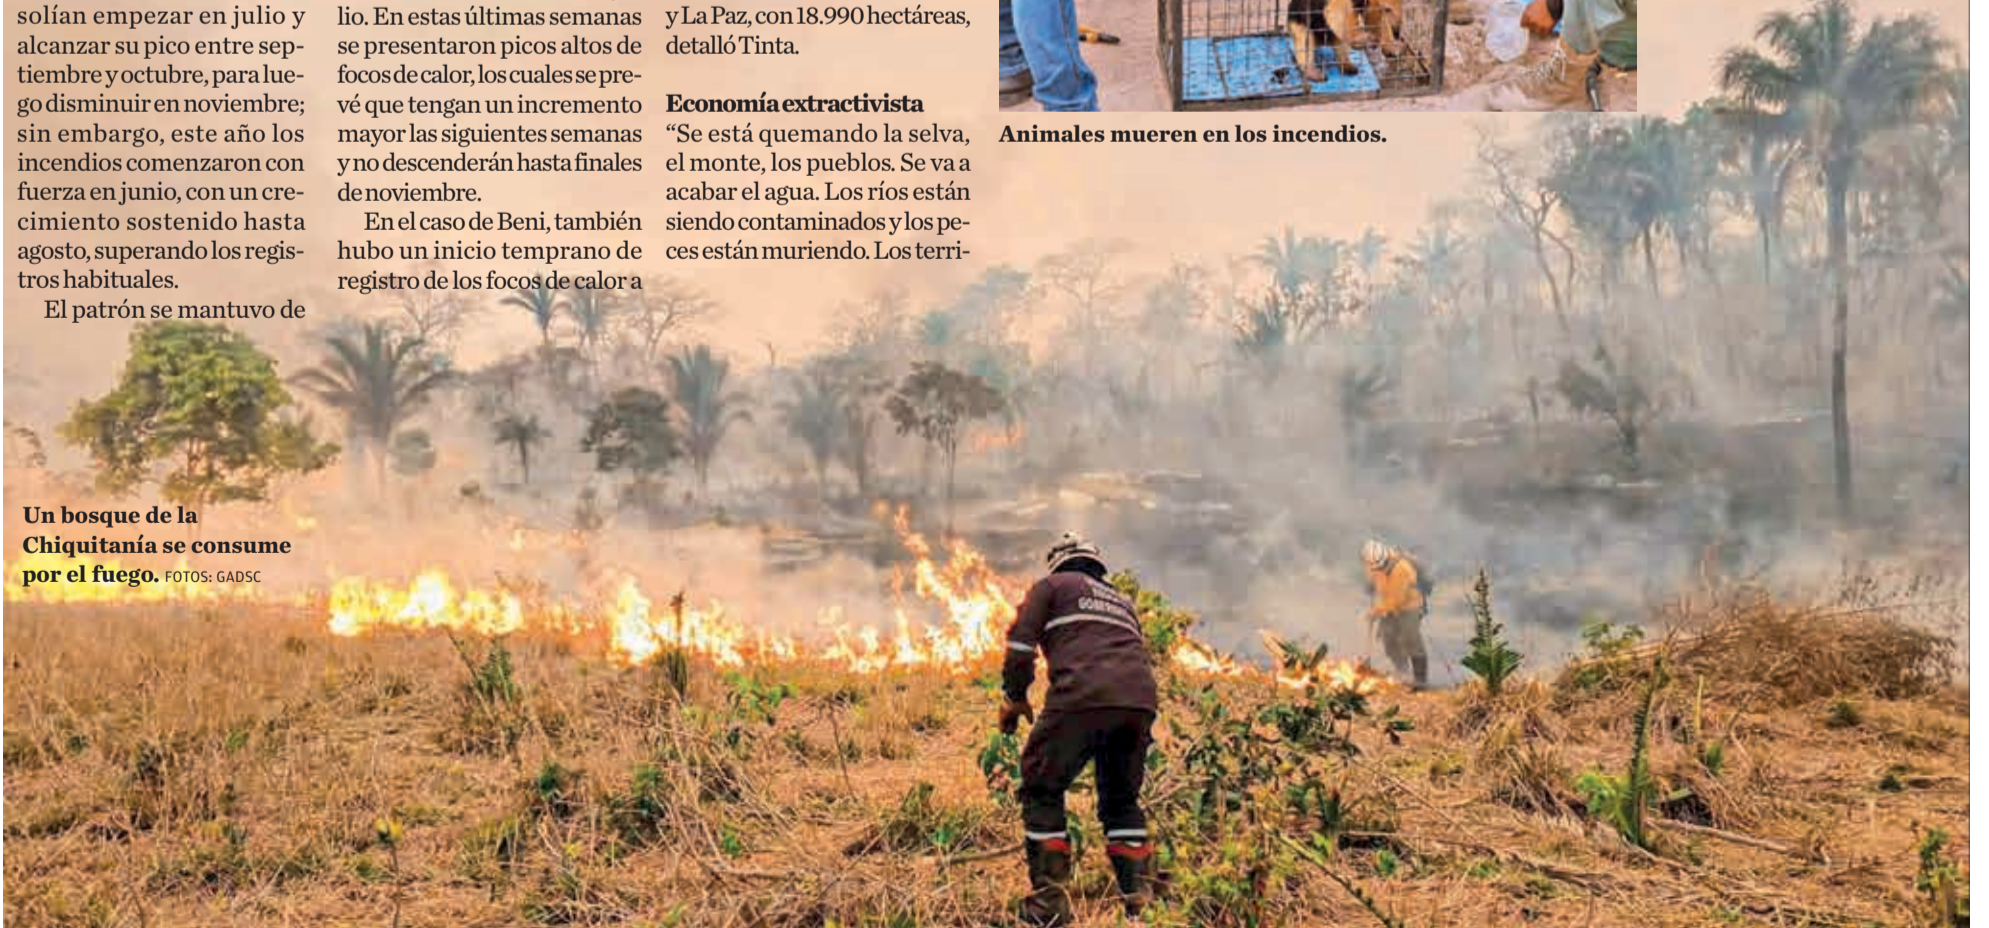 solían empezar en julio y
alcanzar su pico entre sep-
tiembre y octubre, para lue-
go disminuir en noviembre;
sin embargo, este año los
incendios comenzaron con
fuerza en junio, con un cre-
cimiento sostenido hasta
agosto, superando los regis-
tros habituales.
El patrón se mantuvo de
lio. En estas últimas semanas
se presentaron picos altos de
focos de calor, los cuales se pre-
vé que tengan un incremento
mayor las siguientes semanas
y no descenderán hasta finales
de noviembre.
En el caso de Beni, también
hubo un inicio temprano de
registro de los focos de calor a
y La Paz, con 18.990 hectáreas,
detalló Tinta.
Economía extractivista
“Se está quemando la selva,
el monte, los pueblos. Se va a
acabar el agua. Los ríos están
siendo contaminados y los pe-
ces están muriendo. Los terri-
Animales mueren en los incendios.
Un bosque de la
Chiquitanía se consume
por el fuego. FOTOS: GADSC